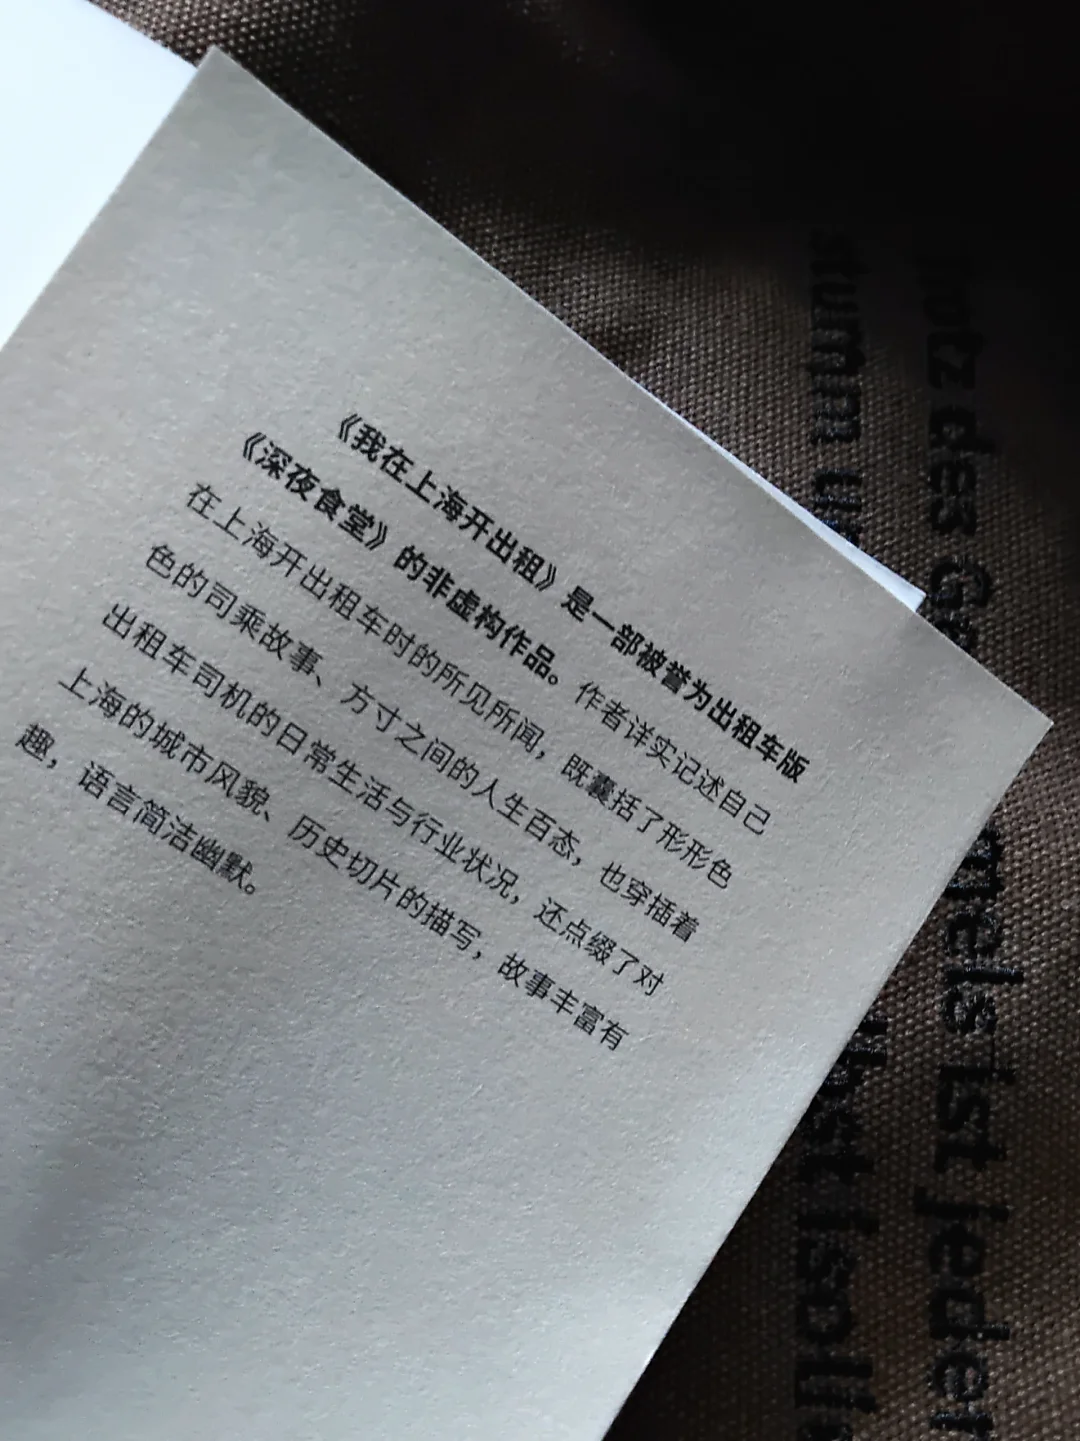 《我在上海开出租》是一部被誉为出租车版
《深夜食堂》的非虚构作品。作者详实记述自己
在上海开出租车时的所见所闻，既囊括了形形色
色的司乘故事、方寸之间的人生百态，也穿插着
出租车司机的日常生活与行业状况，还点缀了对
上海的城市风貌、历史切片的描写，故事丰富有
趣，语言简洁幽默。